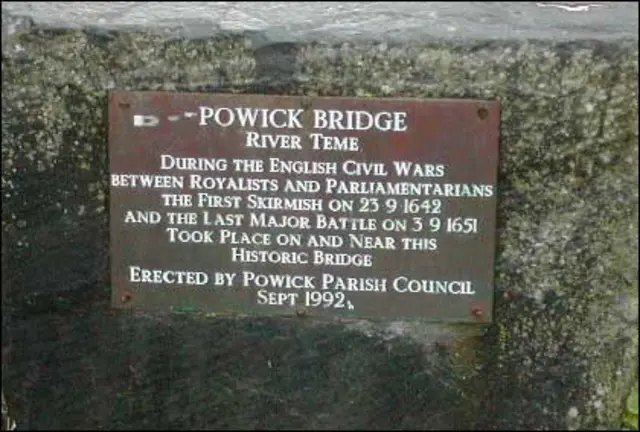 POWICK BRIDGE
RIVER TEME
DURING THE ENGLISH CIVIL WARS
BETWEEN ROYALISTS AND PARLIAMENTARIANS
THE FIRST SKIRMISH ON 23 9 1642
AND THE LAST MAJOR BATTLE ON 3 9 1651
TOOK PLACE ON AND NEAR THIS
HISTORIC BRIDGE
ERECTED BY POWICK PARISH COUNCIL
SEPT 1992